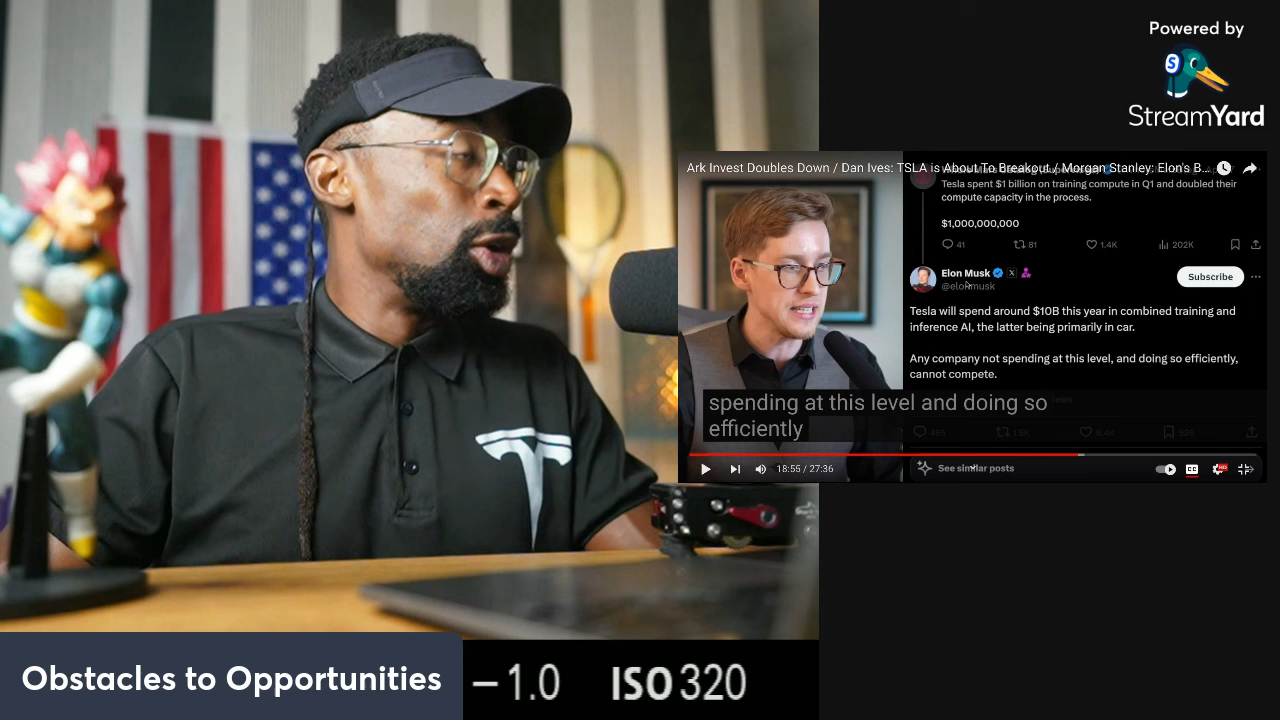 Powered by
StreamYard
Ark Invest Doubles Down / Dan Ives: TSLA is About To Breakout / Morgan Stanley: Elon's B...
Tesla spent $1 billion on training compute in Q1 and doubled their
compute capacity in the process.
$1,000,000,000
41 81 1.4K 202K
Elon Musk X
@elonmusk
Subscribe
Tesla will spend around $10B this year in combined training and
inference AI, the latter being primarily in car.
Any company not spending at this level, and doing so efficiently,
cannot compete.
spending at this level and doing so
efficiently
18:55 / 27:36
See similar posts
CC
HD
Obstacles to Opportunities
−1.0 ISO 320